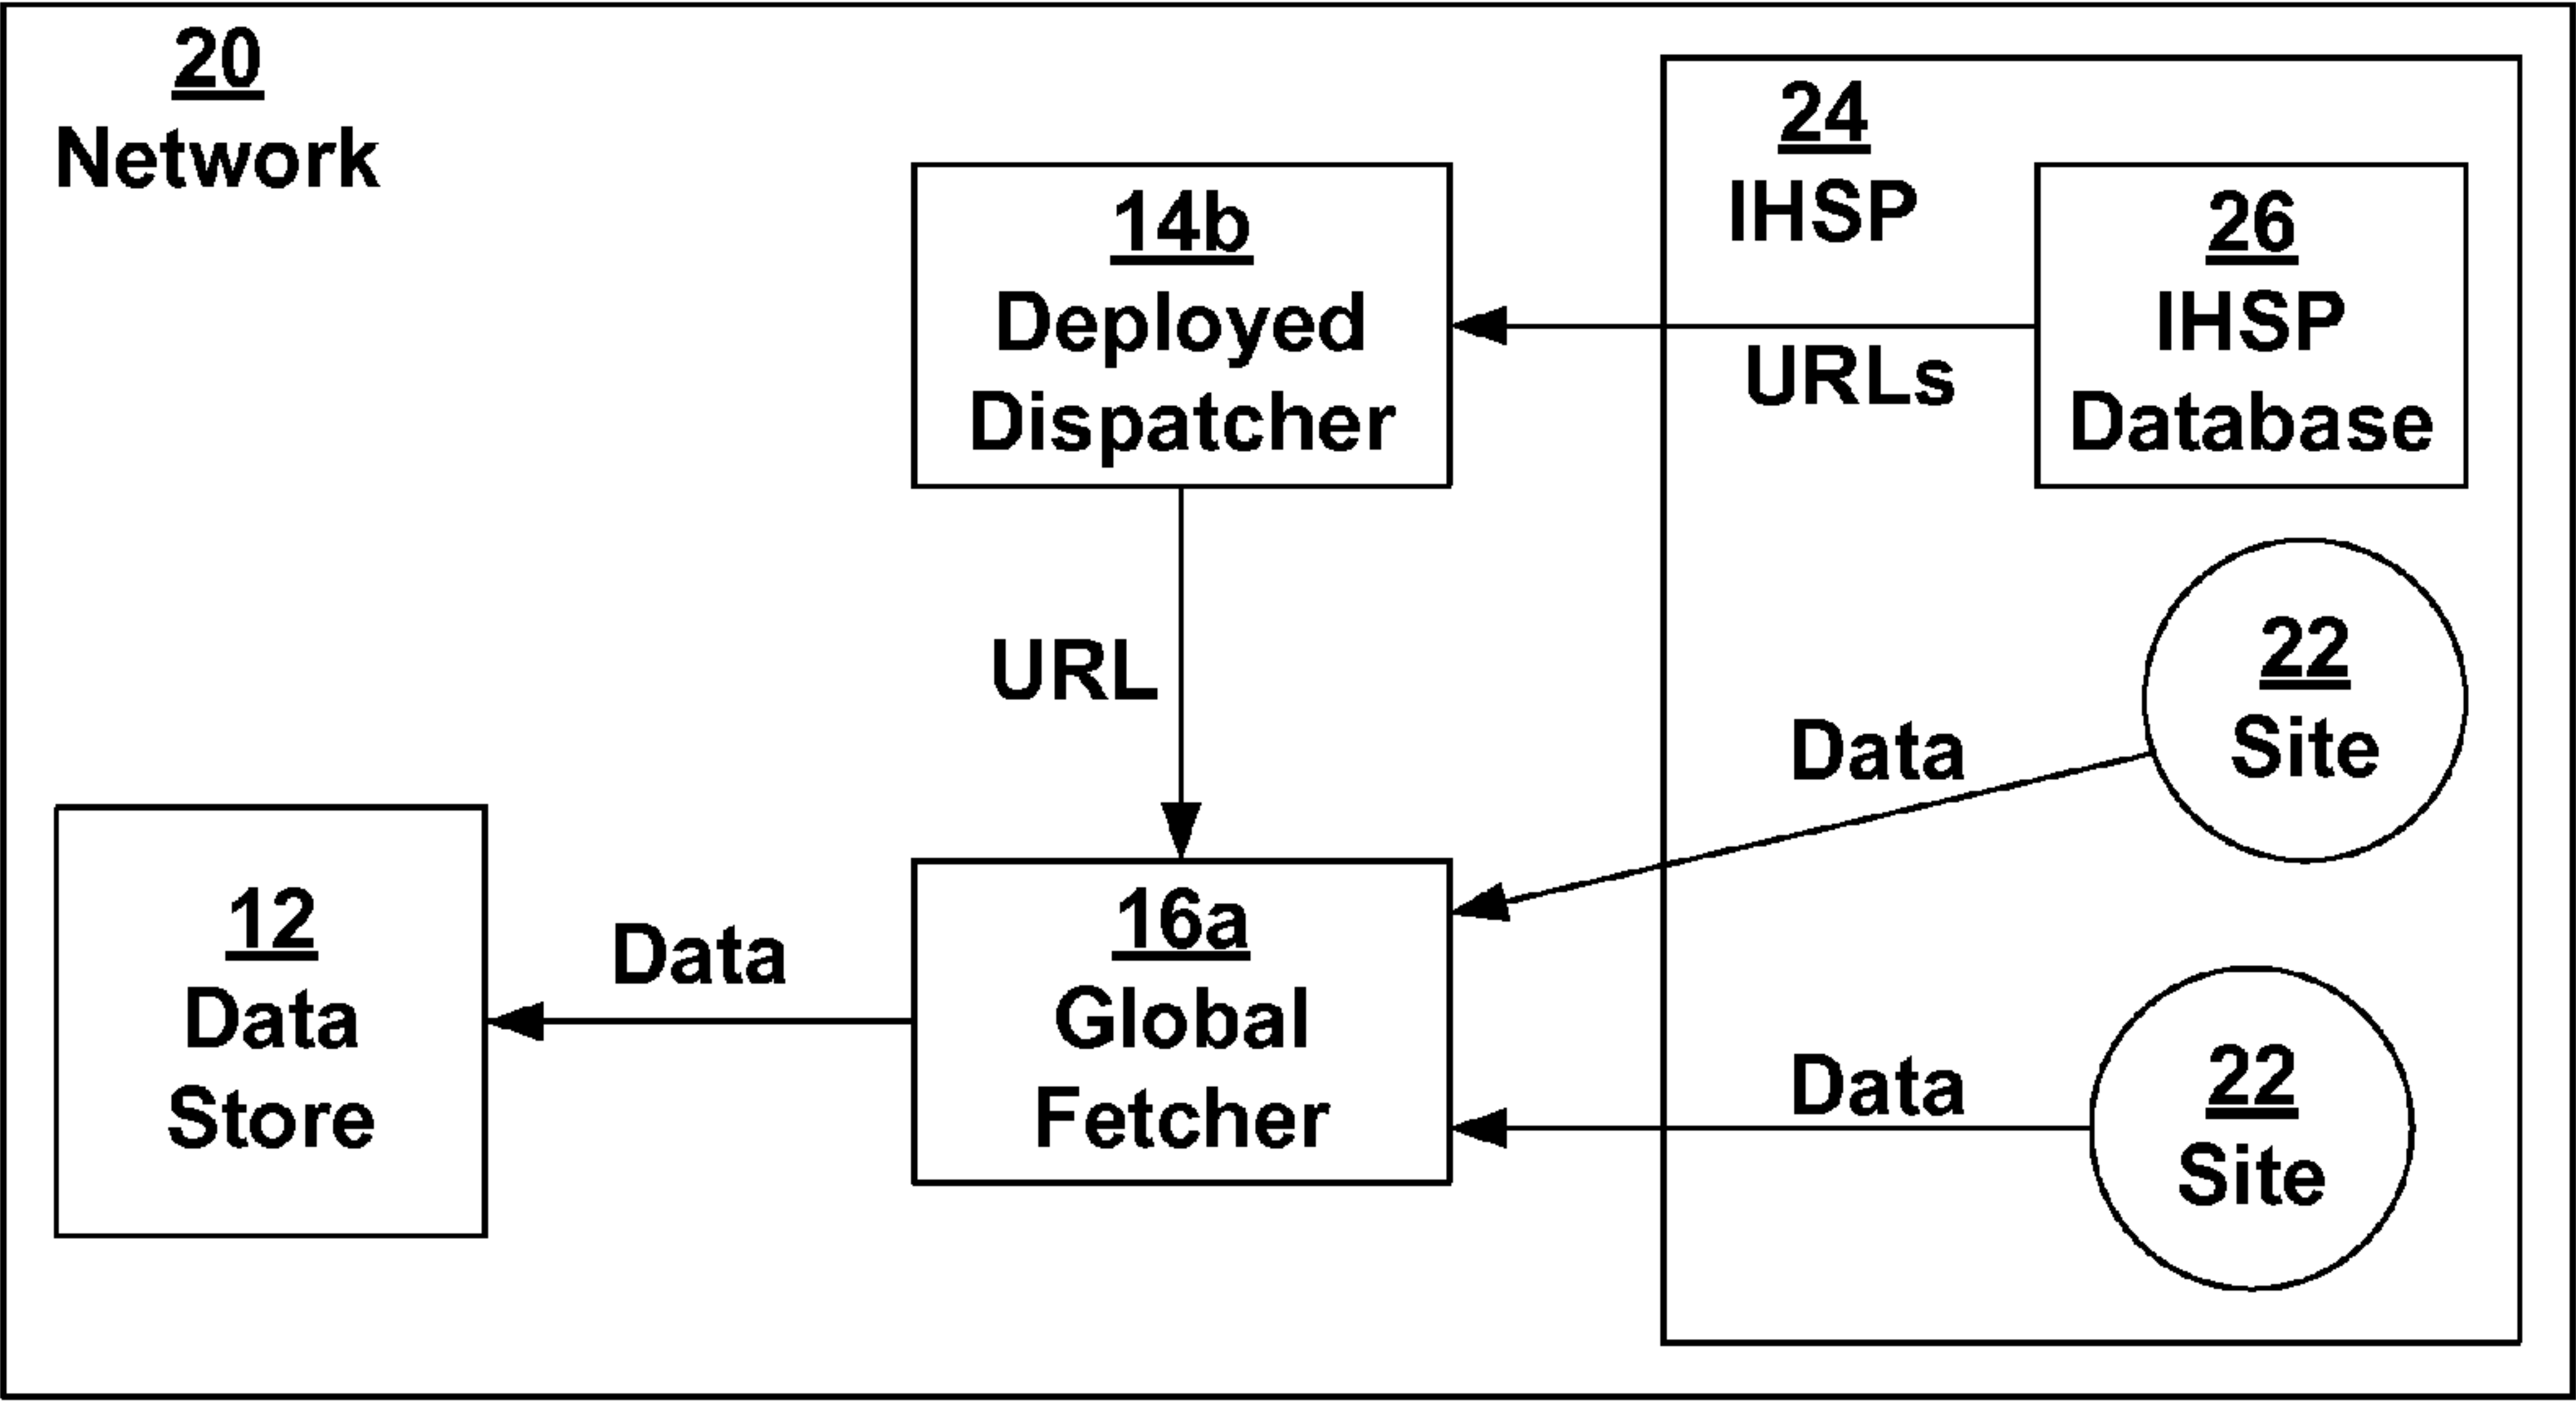 20
Network
24
IHSP
14b
Deployed
Dispatcher
26
IHSP
Database
URLs
URL
22
Site
Data
12
Data
Store
Data
16a
Global
Fetcher
Data
22
Site